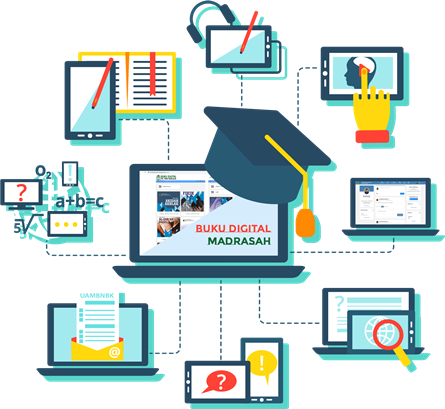 O₂
?
a+b=c
5√
BUKU DIGITAL
MADRASAH
UAMBNBK
@
?
!
?